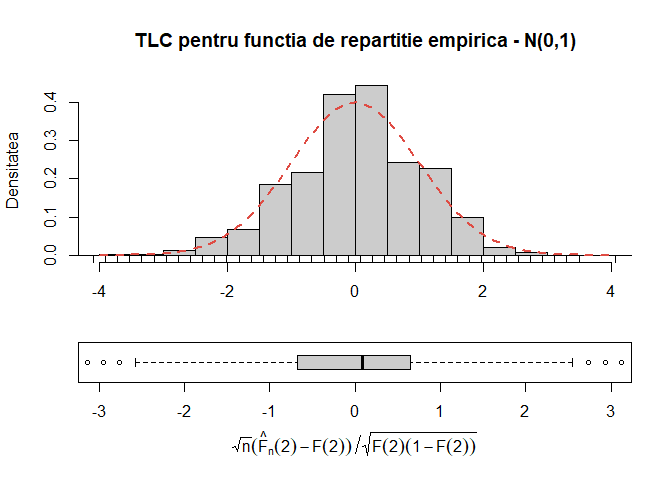 TLC pentru functia de repartitie empirica - N(0,1)
Densitatea
0.0 0.1 0.2 0.3 0.4
-4 -2 0 2 4
-3 -2 -1 0 1 2 3
√n(F̂ₙ(2)−F(2))/√F(2)(1−F(2))